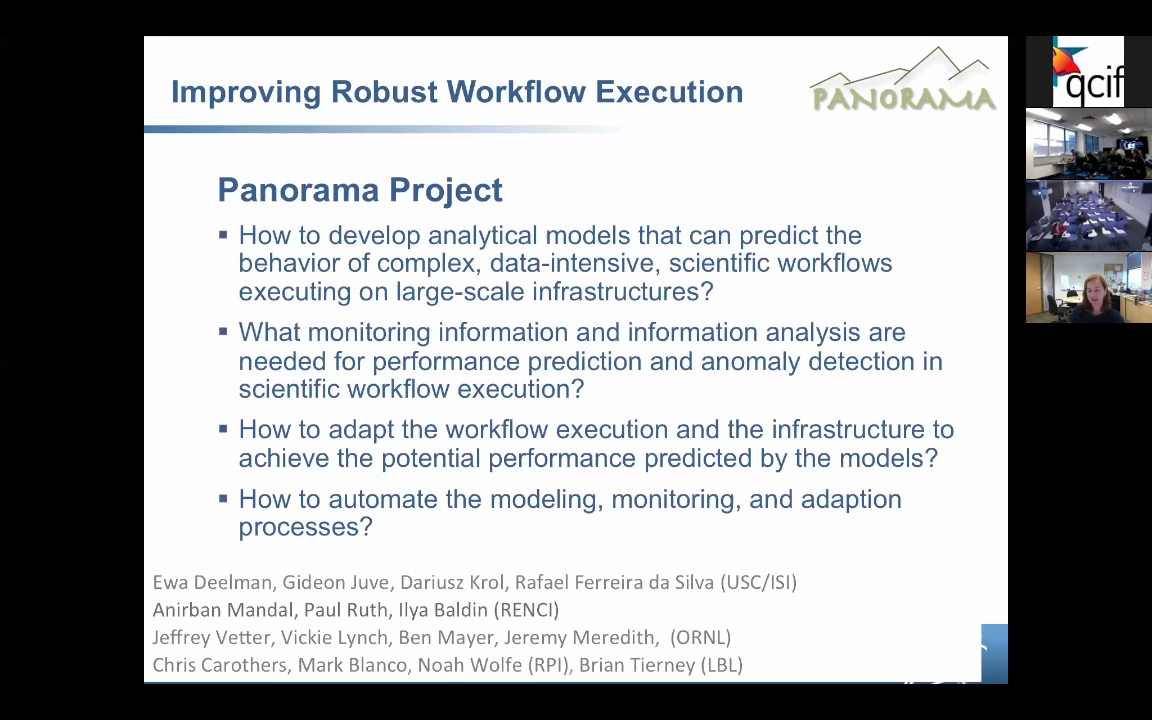 Improving Robust Workflow Execution
PANORAMA
qcif
Panorama Project
▪ How to develop analytical models that can predict the
behavior of complex, data-intensive, scientific workflows
executing on large-scale infrastructures?
▪ What monitoring information and information analysis are
needed for performance prediction and anomaly detection in
scientific workflow execution?
▪ How to adapt the workflow execution and the infrastructure to
achieve the potential performance predicted by the models?
▪ How to automate the modeling, monitoring, and adaption
processes?
Ewa Deelman, Gideon Juve, Dariusz Krol, Rafael Ferreira da Silva (USC/ISI)
Anirban Mandal, Paul Ruth, Ilya Baldin (RENCI)
Jeffrey Vetter, Vickie Lynch, Ben Mayer, Jeremy Meredith,  (ORNL)
Chris Carothers, Mark Blanco, Noah Wolfe (RPI), Brian Tierney (LBL)